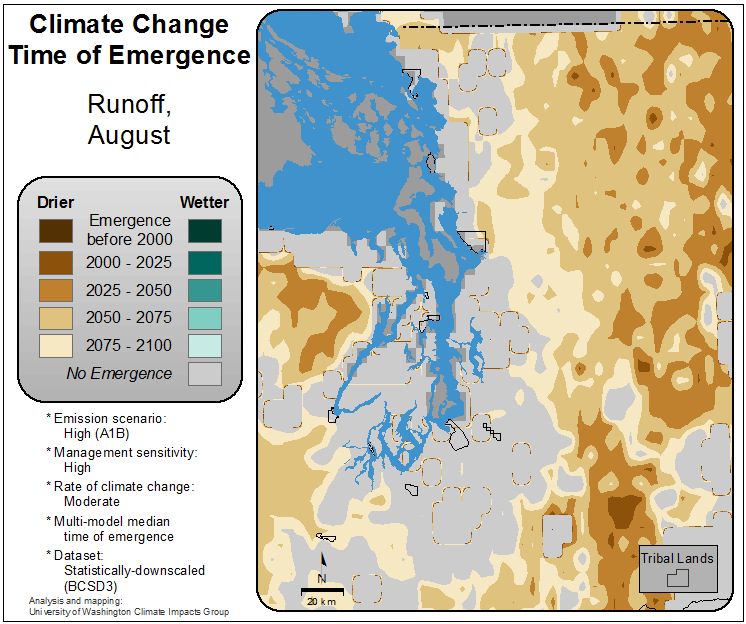 Climate Change
Time of Emergence
Runoff,
August
Drier
Wetter
Emergence
before 2000
2000 - 2025
2025 - 2050
2050 - 2075
2075 - 2100
No Emergence
* Emission scenario:
High (A1B)
* Management sensitivity:
High
* Rate of climate change:
Moderate
* Multi-model median
time of emergence
* Dataset:
Statistically-downscaled
(BCSD3)
Analysis and mapping:
University of Washington Climate Impacts Group
N
20 km
Tribal Lands